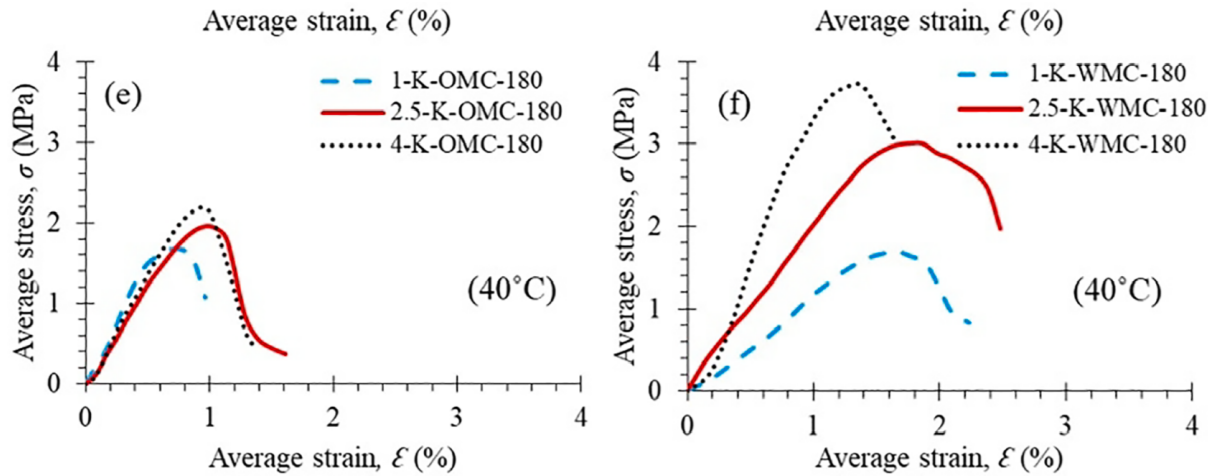 Average strain, ℰ (%)
Average stress, σ (MPa)
4
3
2
1
0
(e)
1-K-OMC-180
2.5-K-OMC-180
4-K-OMC-180
(40˚C)
0 1 2 3 4
Average strain, ℰ (%)
Average strain, ℰ (%)
Average stress, σ (MPa)
4
3
2
1
0
(f)
1-K-WMC-180
2.5-K-WMC-180
4-K-WMC-180
(40˚C)
0 1 2 3 4
Average strain, ℰ (%)